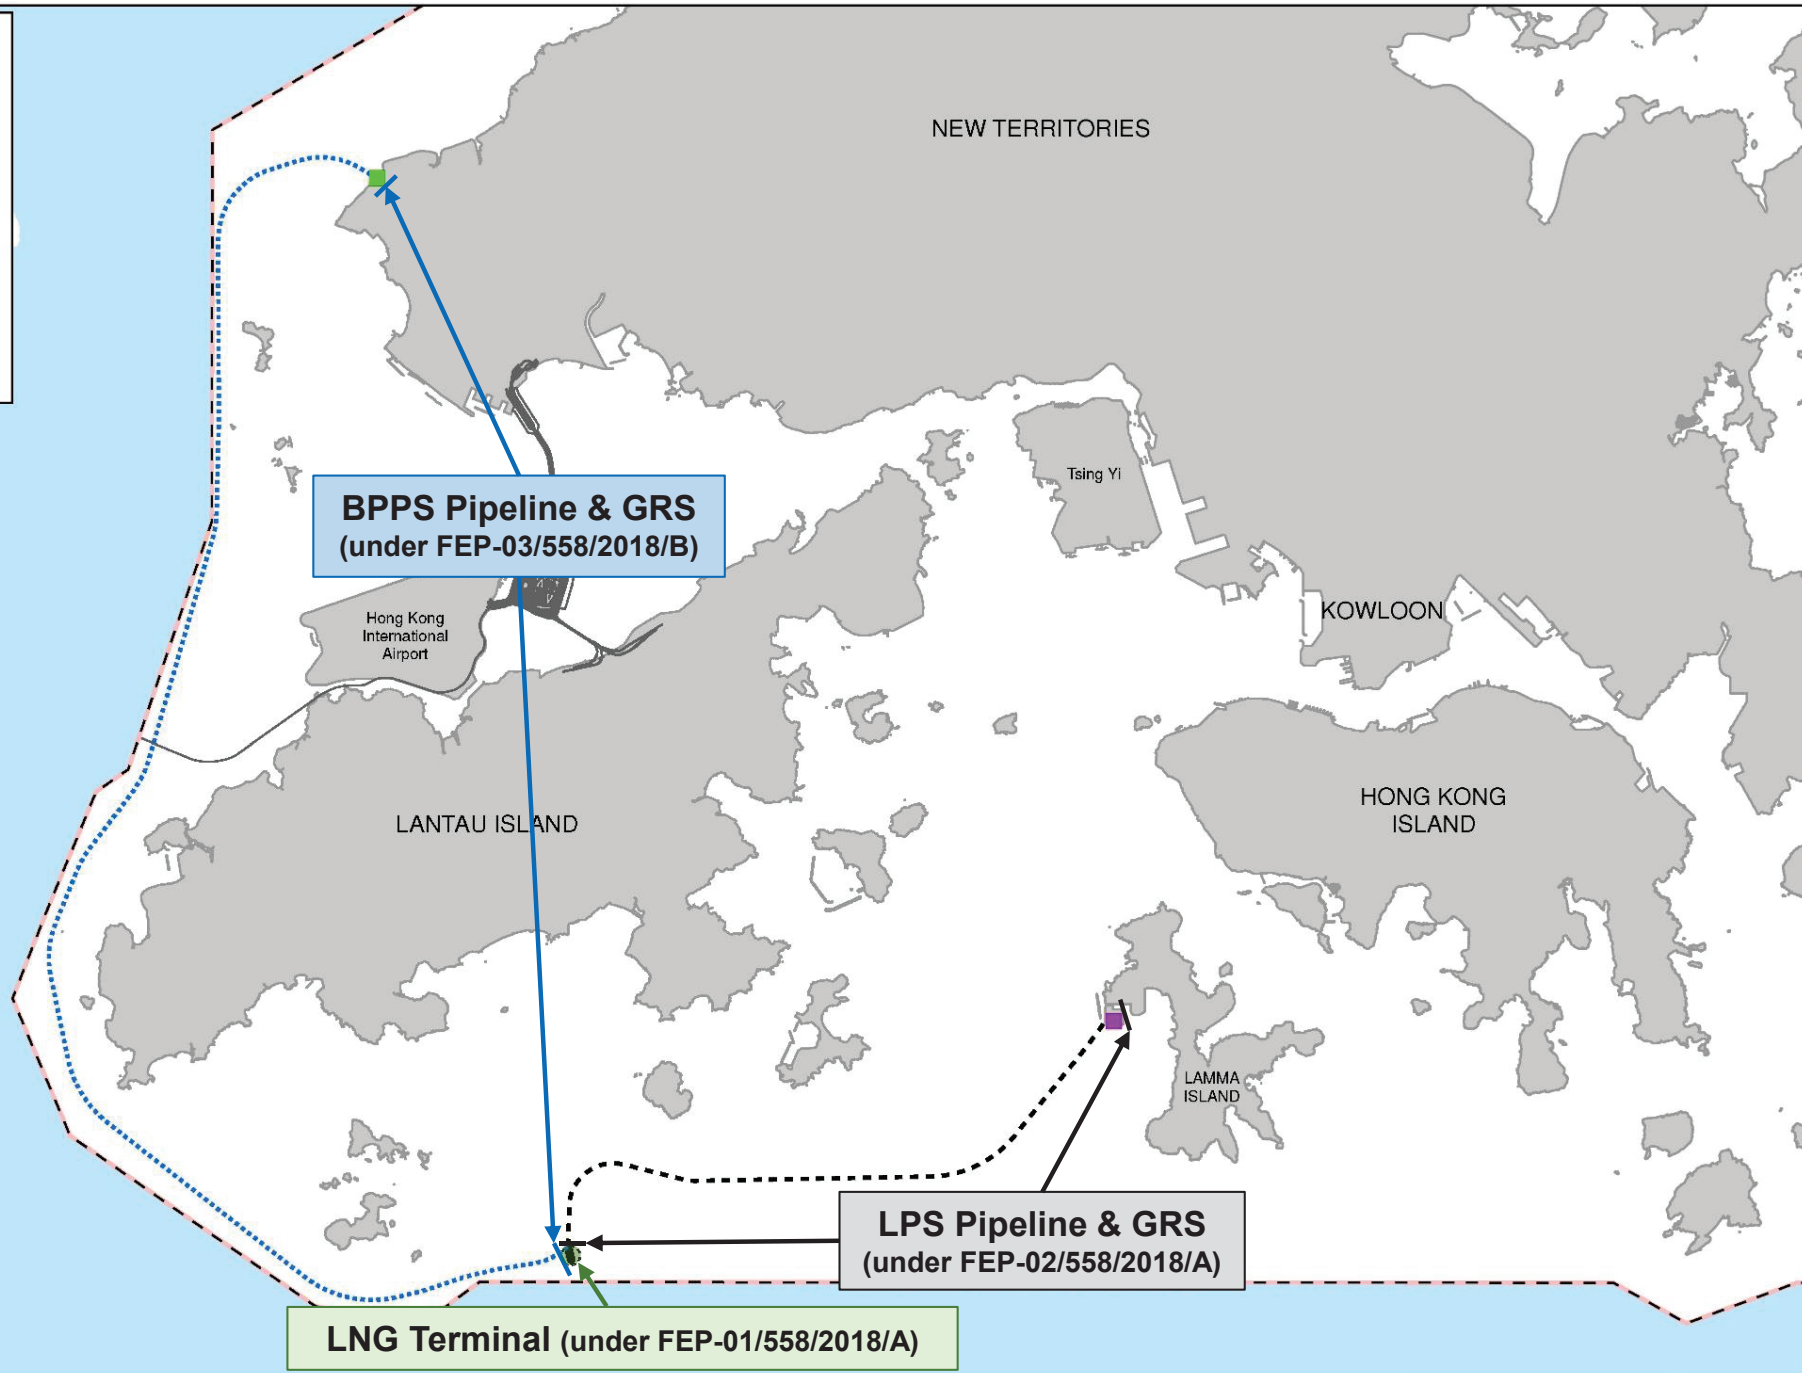 NEW TERRITORIES
Tsing Yi
BPPS Pipeline & GRS
(under FEP-03/558/2018/B)
Hong Kong
International
Airport
KOWLOON
LANTAU ISLAND
HONG KONG
ISLAND
LAMMA
ISLAND
LPS Pipeline & GRS
(under FEP-02/558/2018/A)
LNG Terminal (under FEP-01/558/2018/A)